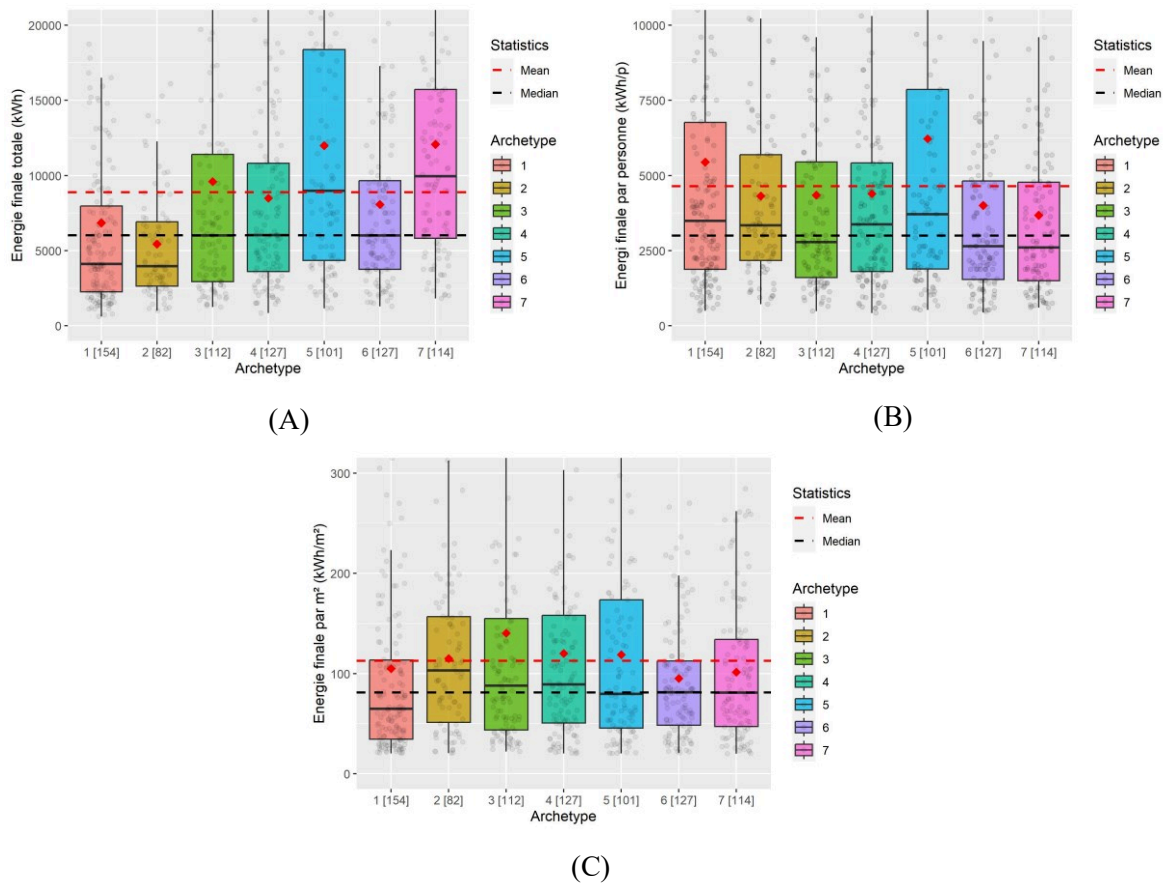 Energie finale totale (kWh)
20000
15000
10000
5000
0
1 [154] 2 [82] 3 [112] 4 [127] 5 [101] 6 [127] 7 [114]
Archetype
Statistics
Mean
Median
Archetype
1
2
3
4
5
6
7
(A)
Energi finale par personne (kWh/p)
10000
7500
5000
2500
0
1 [154] 2 [82] 3 [112] 4 [127] 5 [101] 6 [127] 7 [114]
Archetype
Statistics
Mean
Median
Archetype
1
2
3
4
5
6
7
(B)
Energie finale par m² (kWh/m²)
300
200
100
0
1 [154] 2 [82] 3 [112] 4 [127] 5 [101] 6 [127] 7 [114]
Archetype
Statistics
Mean
Median
Archetype
1
2
3
4
5
6
7
(C)